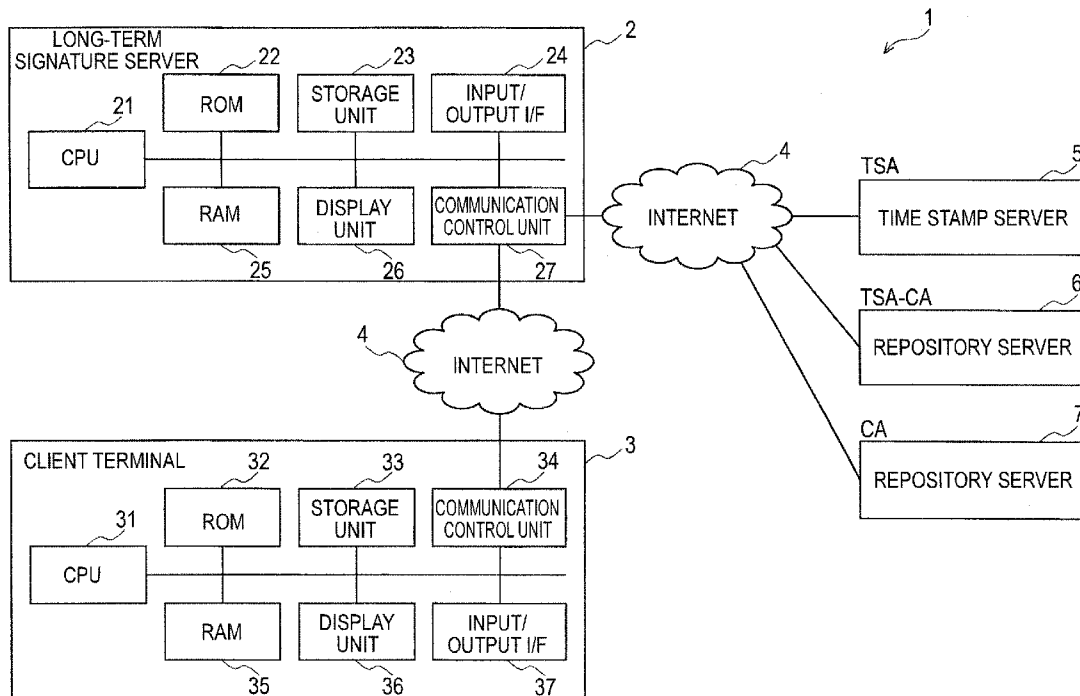 1
LONG-TERM
SIGNATURE SERVER
2
22
23
24
ROM
STORAGE
UNIT
INPUT/
OUTPUT I/F
21
CPU
RAM
DISPLAY
UNIT
COMMUNICATION
CONTROL UNIT
25
26
27
4
INTERNET
TSA
5
TIME STAMP SERVER
TSA-CA
6
REPOSITORY SERVER
CA
7
REPOSITORY SERVER
4
INTERNET
CLIENT TERMINAL
3
32
33
34
ROM
STORAGE
UNIT
COMMUNICATION
CONTROL UNIT
31
CPU
RAM
DISPLAY
UNIT
INPUT/
OUTPUT I/F
35
36
37